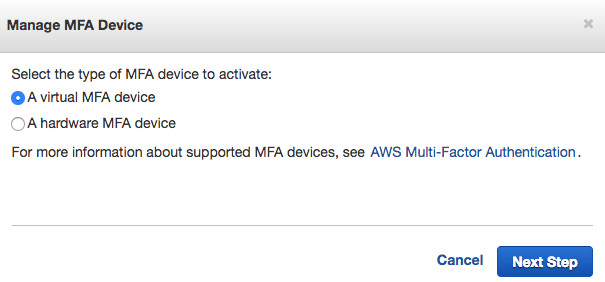 Manage MFA Device
Select the type of MFA device to activate:
A virtual MFA device
A hardware MFA device
For more information about supported MFA devices, see AWS Multi-Factor Authentication.
Cancel Next Step